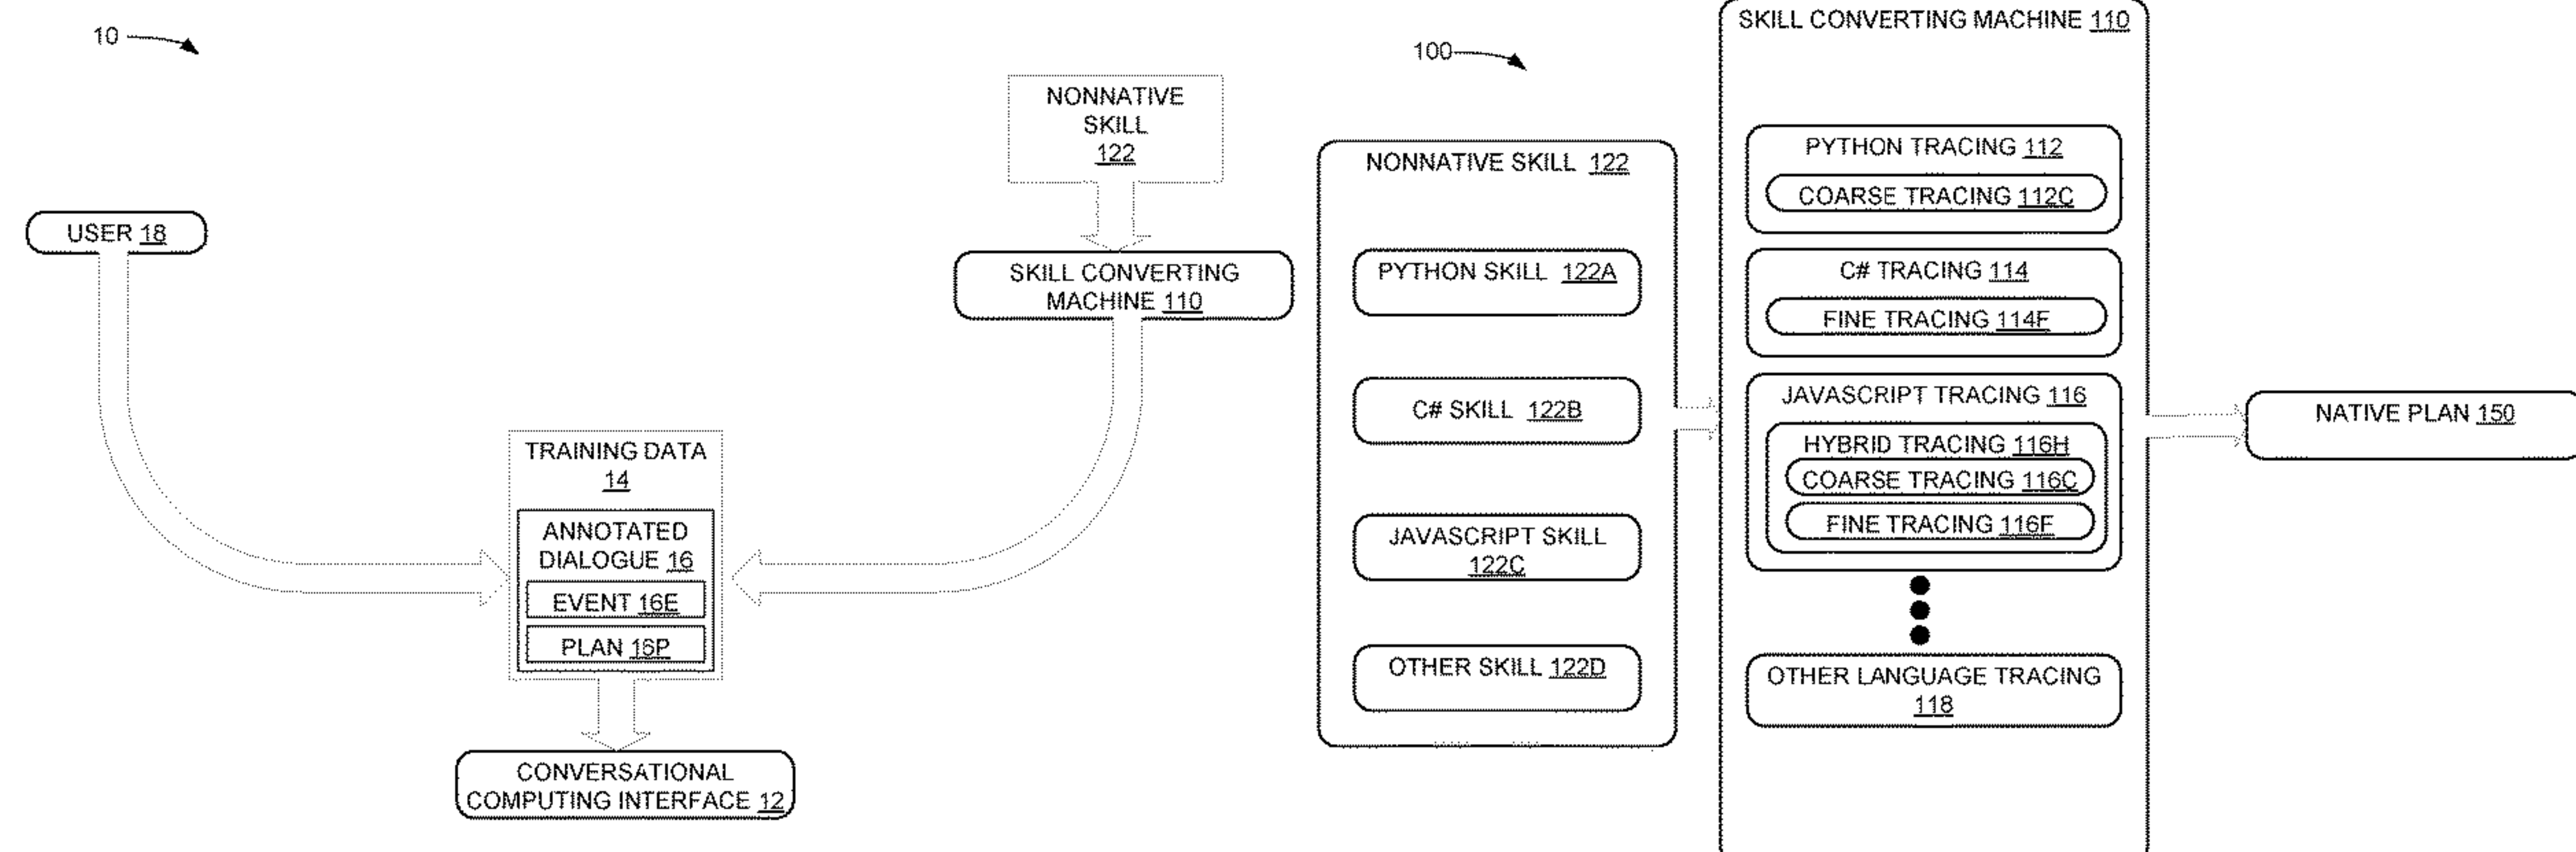 10
NONNATIVE
SKILL
122
USER 18
SKILL CONVERTING
MACHINE 110
TRAINING DATA
14
ANNOTATED
DIALOGUE 16
EVENT 16E
PLAN 16P
CONVERSATIONAL
COMPUTING INTERFACE 12
100
NONNATIVE SKILL 122
PYTHON SKILL 122A
C# SKILL 122B
JAVASCRIPT SKILL
122C
OTHER SKILL 122D
SKILL CONVERTING MACHINE 110
PYTHON TRACING 112
COARSE TRACING 112C
C# TRACING 114
FINE TRACING 114F
JAVASCRIPT TRACING 116
HYBRID TRACING 116H
COARSE TRACING 116C
FINE TRACING 116F
OTHER LANGUAGE TRACING
118
NATIVE PLAN 150